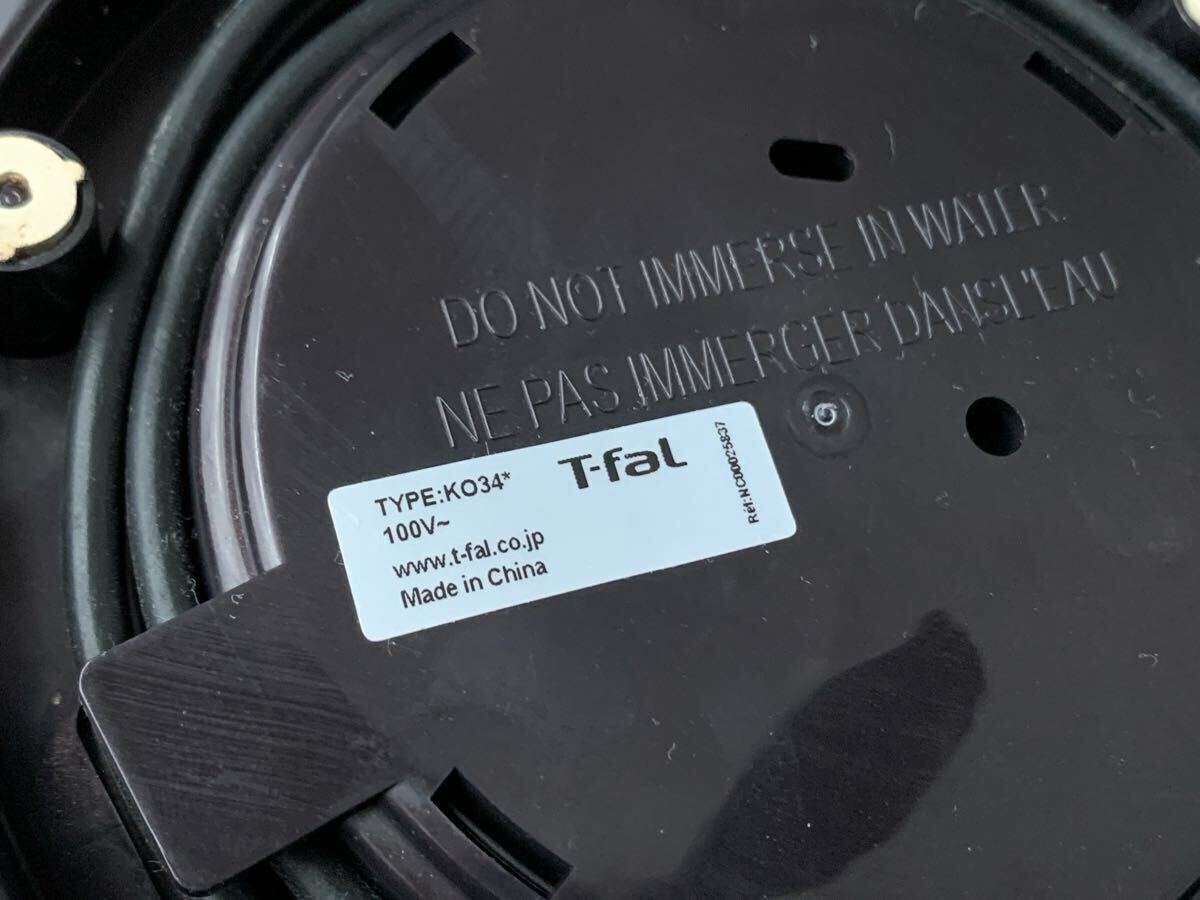 DO NOT IMMERSE IN WATER.
NE PAS IMMERGER DANS L'EAU
TYPE:KO34*
T-fal
100V~
www.t-fal.co.jp
Made in China
Réf:NC00025837